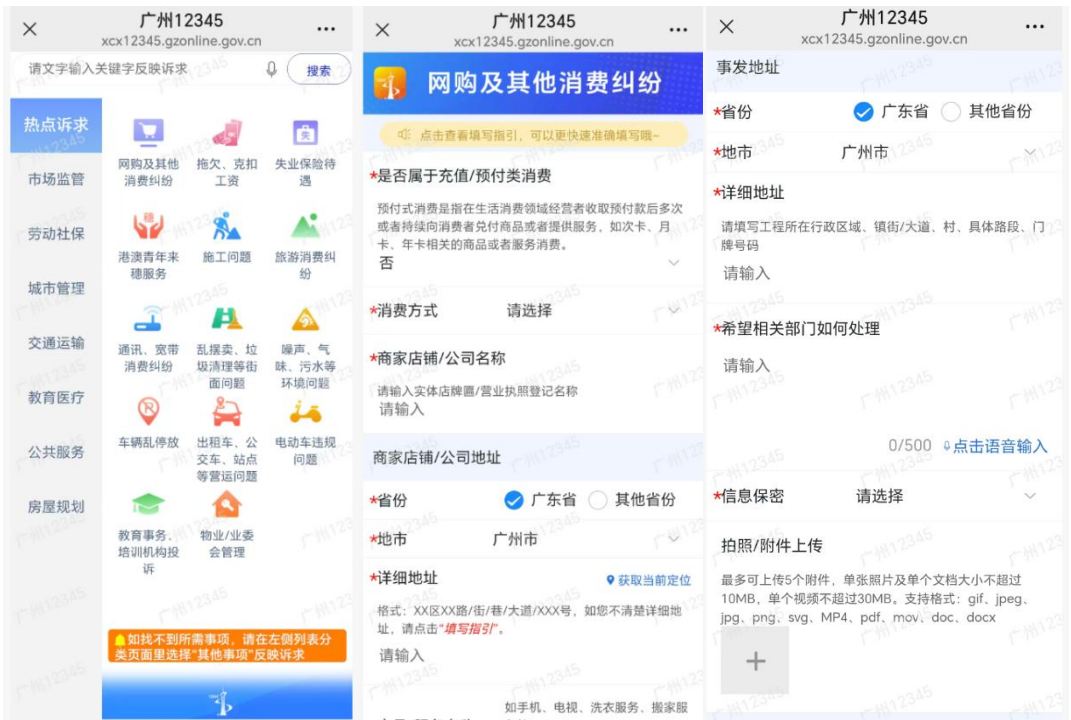 广州12345
xcx12345.gzonline.gov.cn
请文字输入关键字反映诉求
搜索
热点诉求
市场监管
劳动社保
城市管理
交通运输
教育医疗
公共服务
房屋规划
网购及其他
消费纠纷
拖欠、克扣
工资
失业保险待
遇
港澳青年来
穗服务
施工问题
旅游消费纠
纷
通讯、宽带
消费纠纷
乱摆卖、垃
圾清理等街
面问题
噪声、气
味、污水等
环境问题
车辆乱停放
出租车、公
交车、站点
等营运问题
电动车违规
问题
教育事务、
培训机构投
诉
物业/业委
会管理
如找不到所需事项，请在左侧列表分
类页面里选择"其他事项"反映诉求
广州12345
xcx12345.gzonline.gov.cn
网购及其他消费纠纷
点击查看填写指引，可以更快速准确填写哦~
*是否属于充值/预付类消费
预付式消费是指在生活消费领域经营者收取预付款后多次
或者持续向消费者兑付商品或者提供服务，如次卡、月
卡、年卡相关的商品或者服务消费。
否
*消费方式 请选择
*商家店铺/公司名称
请输入实体店牌匾/营业执照登记名称
请输入
商家店铺/公司地址
*省份 广东省 其他省份
*地市 广州市
*详细地址 获取当前定位
格式：XX区XX路/街/巷/大道/XXX号，如您不清楚详细地
址，请点击"填写指引"。
请输入
如手机、电视、洗衣服务、搬家服
广州12345
xcx12345.gzonline.gov.cn
事发地址
*省份 广东省 其他省份
*地市 广州市
*详细地址
请填写工程所在行政区域、镇街/大道、村、具体路段、门
牌号码
请输入
*希望相关部门如何处理
请输入
0/500 点击语音输入
*信息保密 请选择
拍照/附件上传
最多可上传5个附件，单张照片及单个文档大小不超过
10MB，单个视频不超过30MB。支持格式：gif、jpeg、
jpg、png、svg、MP4、pdf、mov、doc、docx